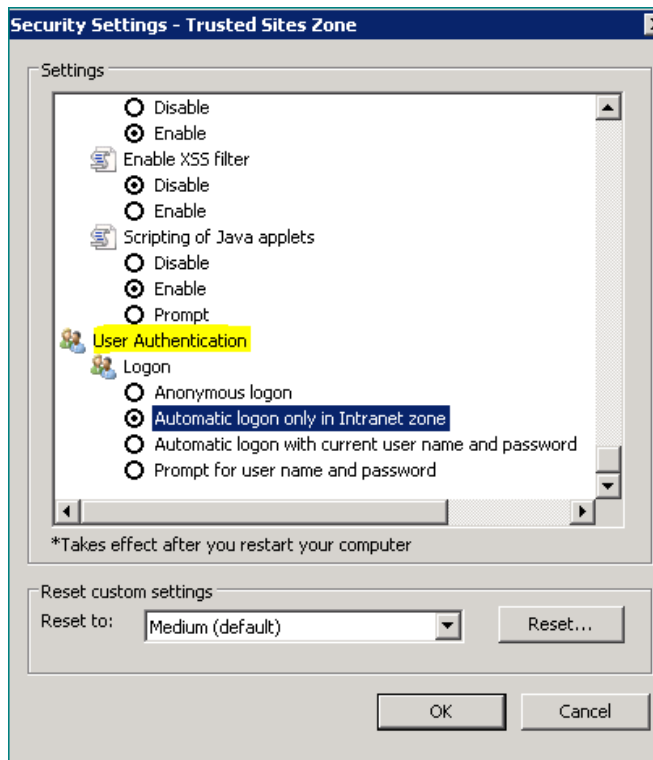 Security Settings - Trusted Sites Zone
Settings
Disable
Enable
Enable XSS filter
Disable
Enable
Scripting of Java applets
Disable
Enable
Prompt
User Authentication
Logon
Anonymous logon
Automatic logon only in Intranet zone
Automatic logon with current user name and password
Prompt for user name and password
*Takes effect after you restart your computer
Reset custom settings
Reset to: Medium (default) Reset...
OK Cancel